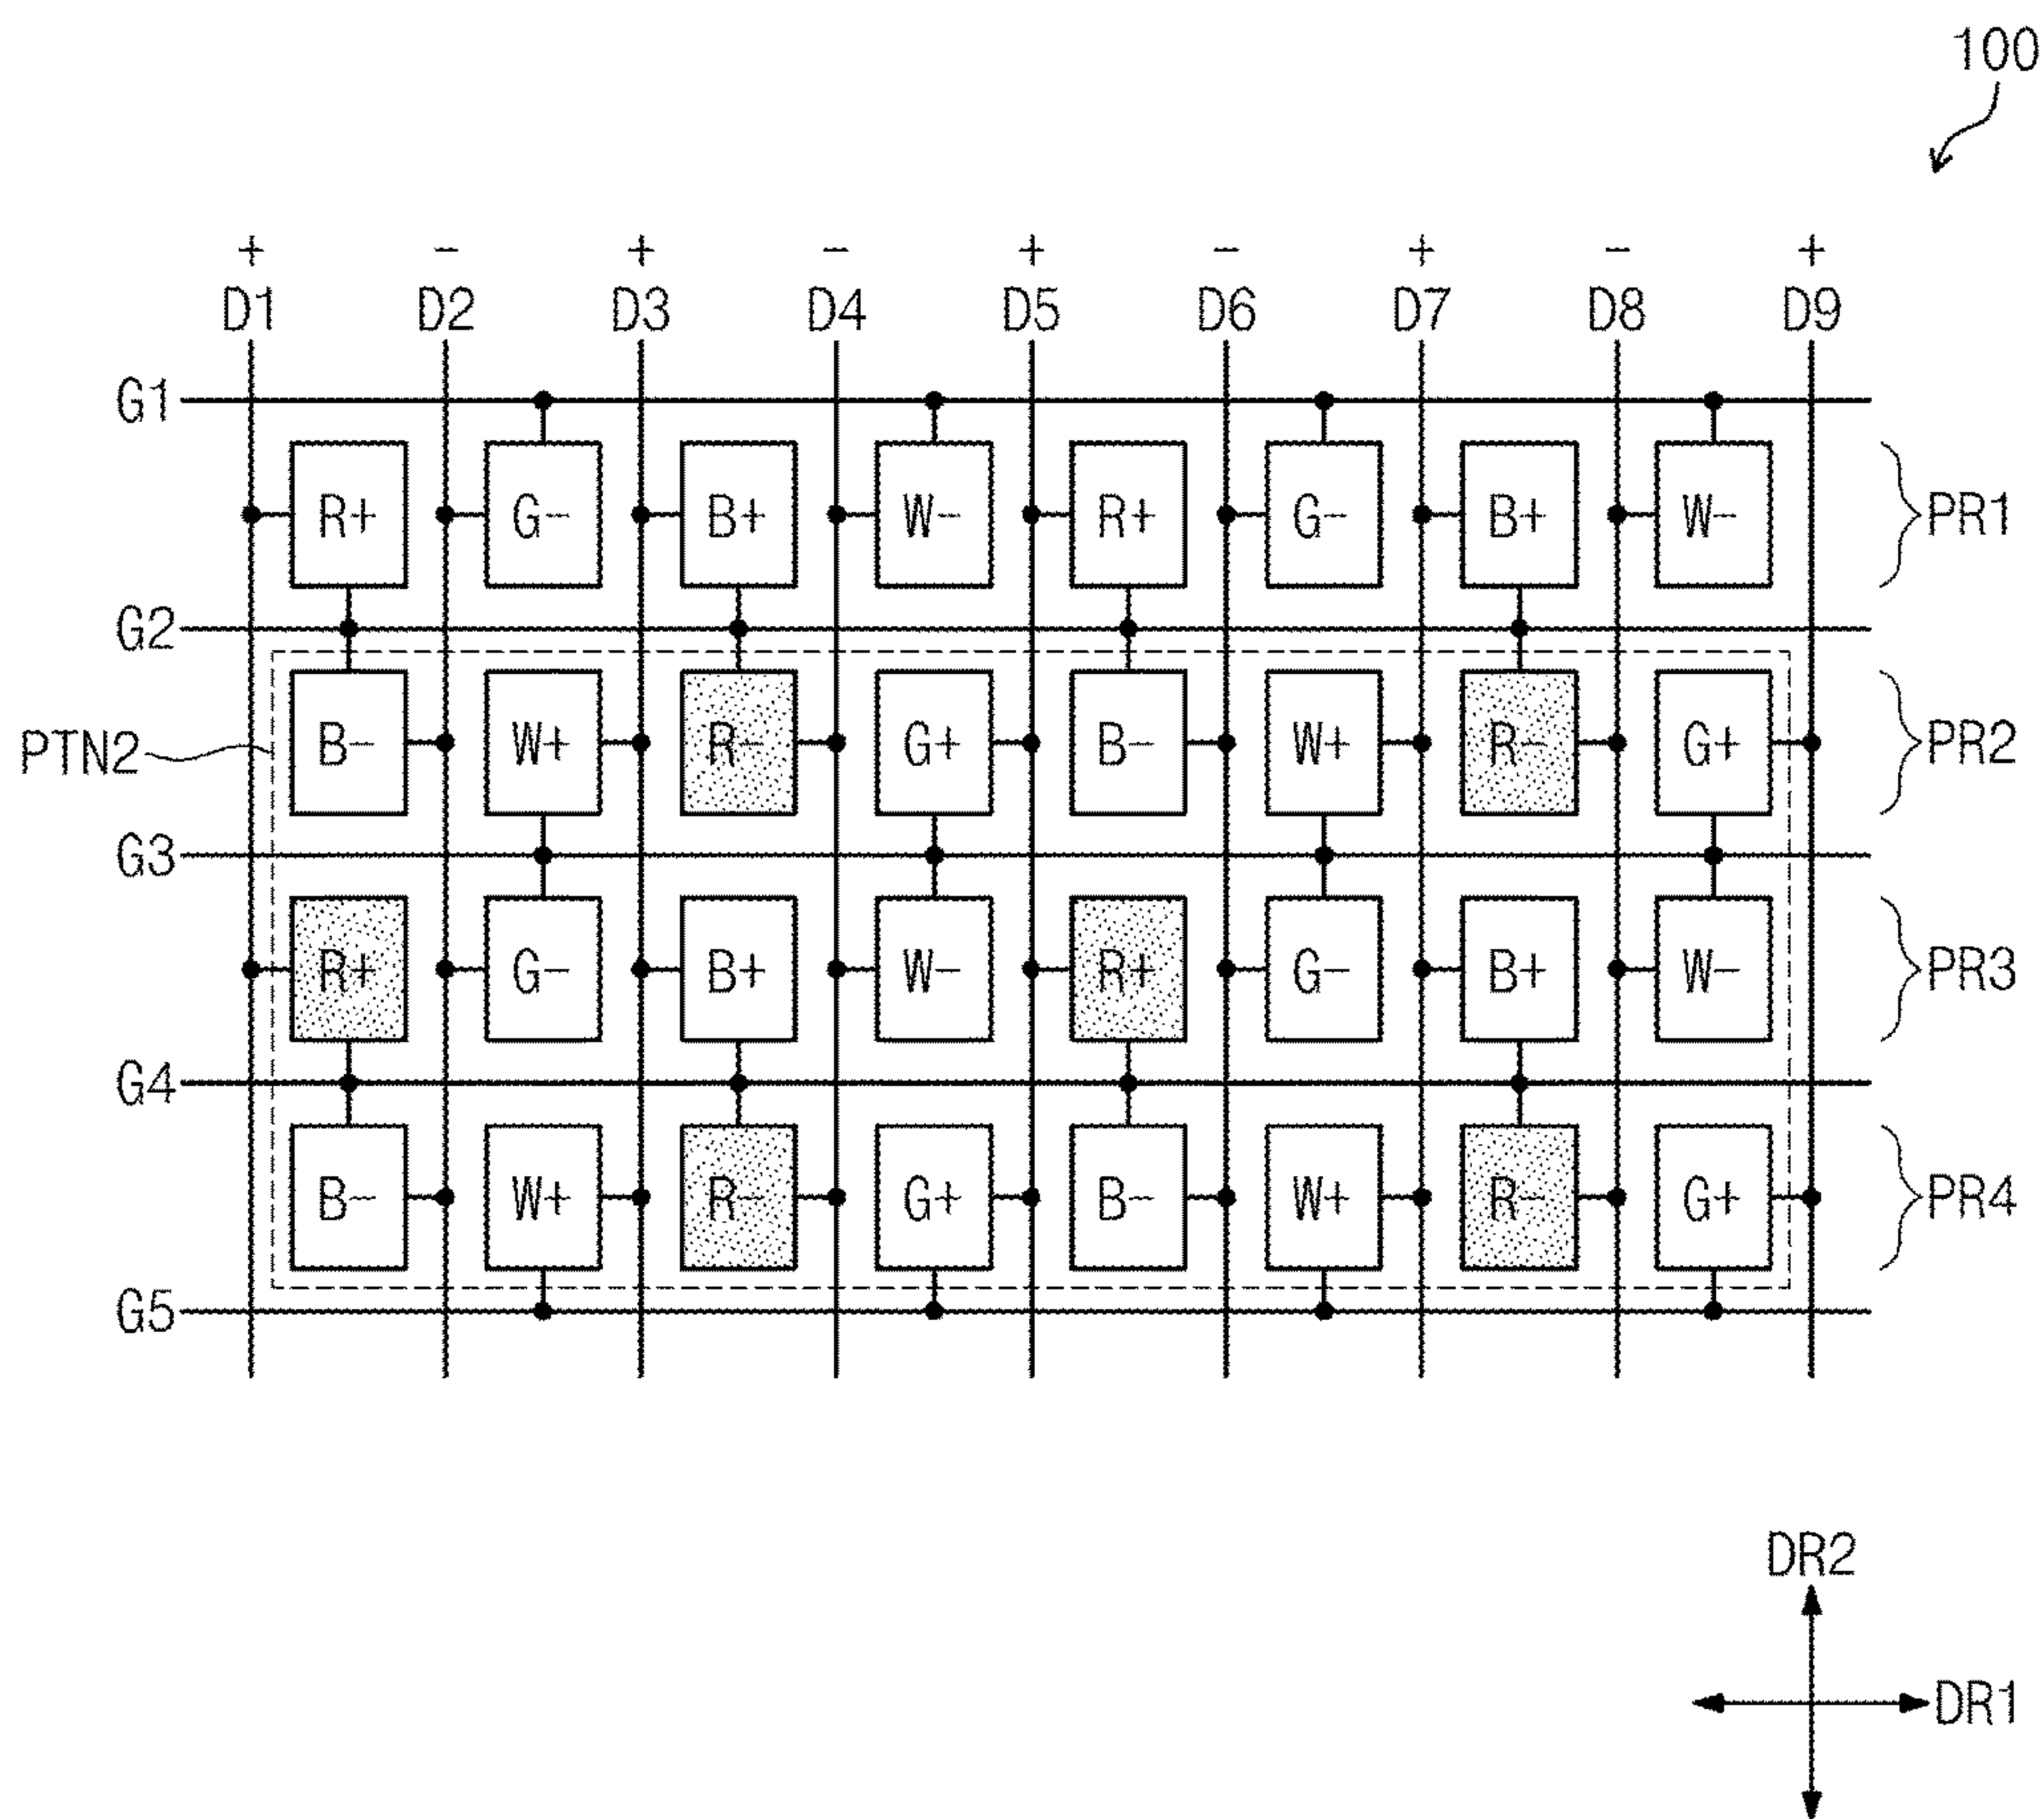 100
+ - + - + - + - +
D1 D2 D3 D4 D5 D6 D7 D8 D9
G1
R+ G- B+ W- R+ G- B+ W- PR1
G2
B- W+ R- G+ B- W+ R- G+ PR2
PTN2
G3
R+ G- B+ W- R+ G- B+ W- PR3
G4
B- W+ R- G+ B- W+ R- G+ PR4
G5
DR2
DR1